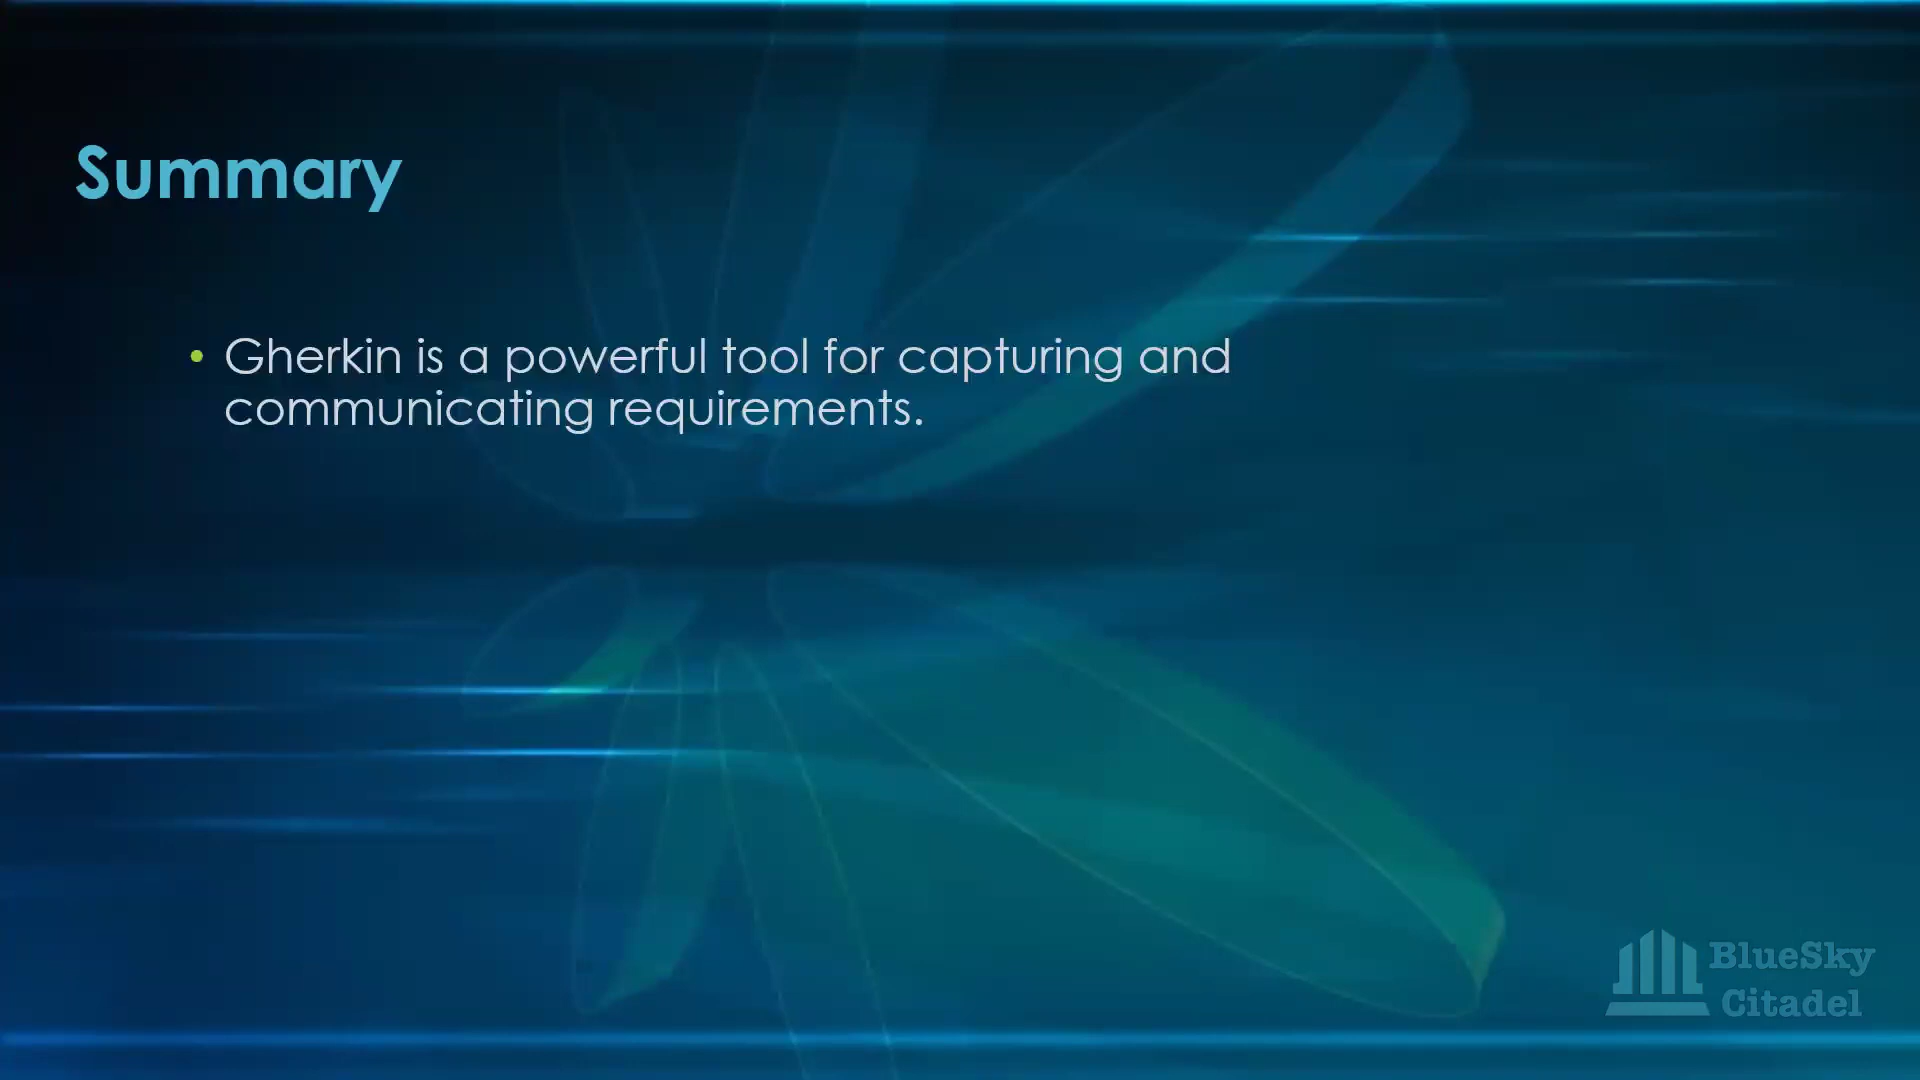 Summary
• Gherkin is a powerful tool for capturing and
communicating requirements.
BlueSky
Citadel